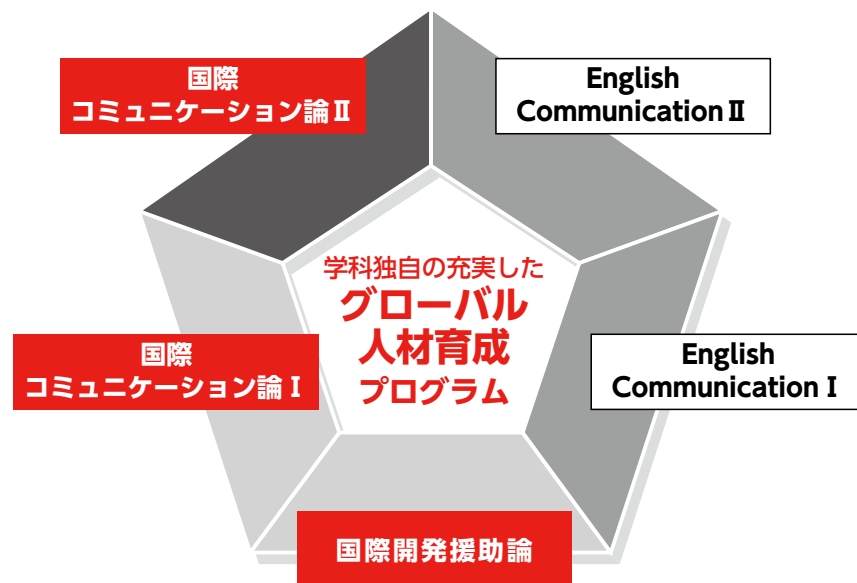 国際
コミュニケーション論Ⅱ
English
Communication Ⅱ
学科独自の充実した
グローバル
人材育成
プログラム
国際
コミュニケーション論Ⅰ
English
Communication Ⅰ
国際開発援助論